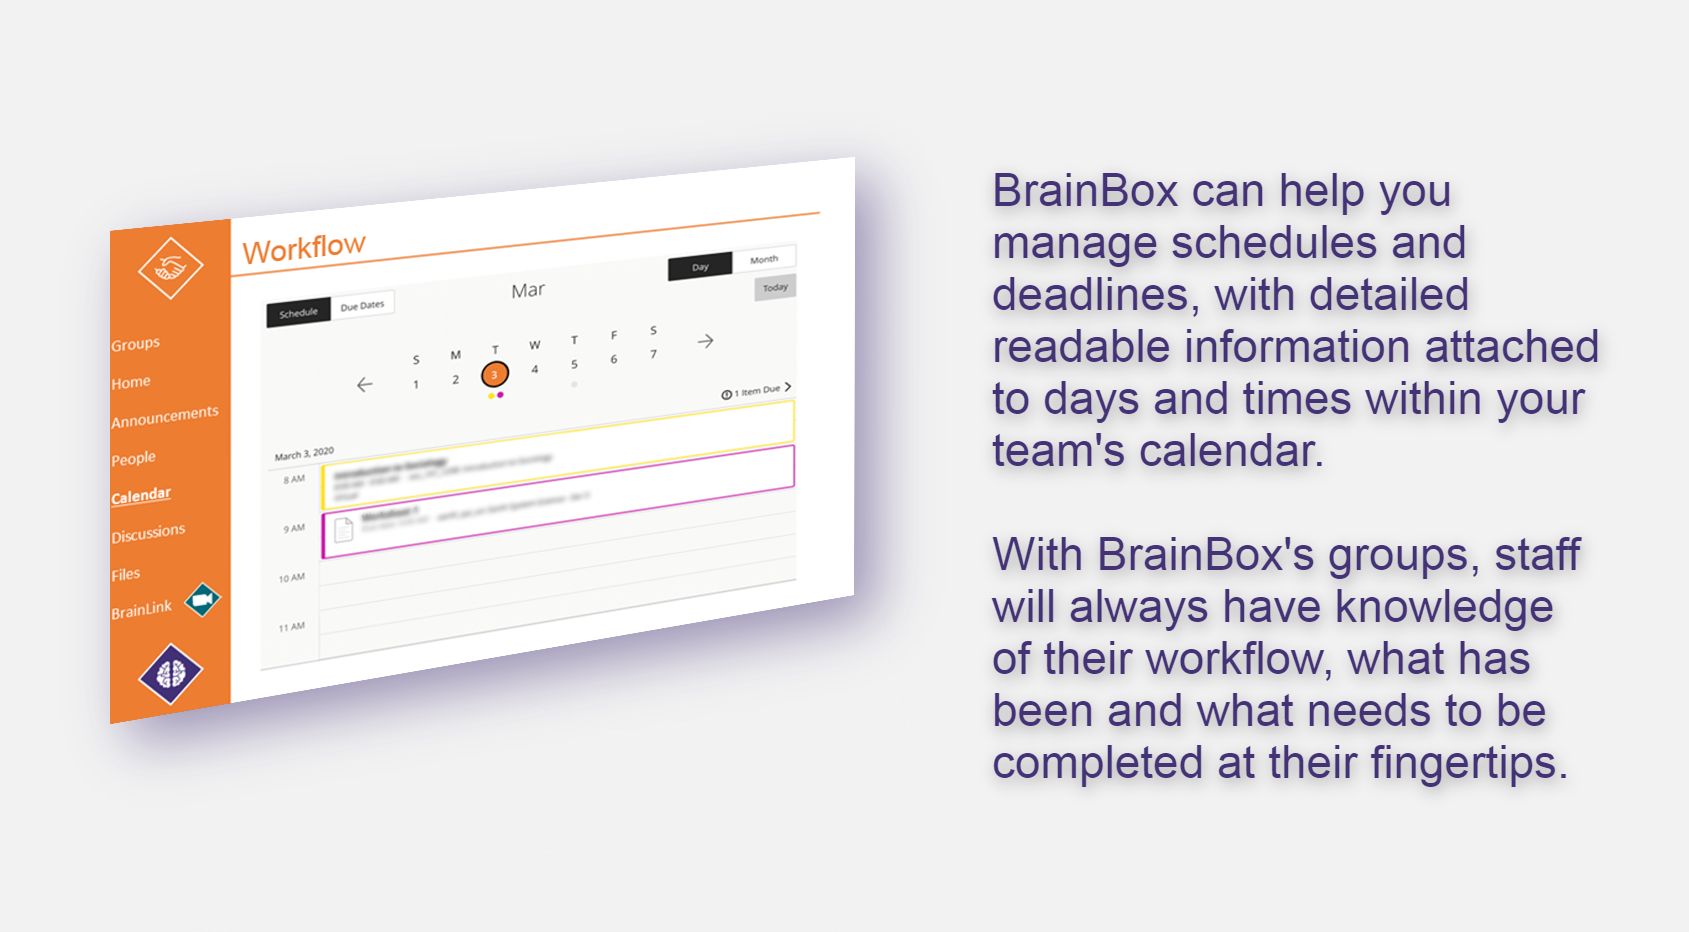 Workflow
Groups
Home
Announcements
People
Calendar
Discussions
Files
BrainLink
Schedule
Due Dates
Mar
Day
Month
Today
S M T W T F S
1 2 3 4 5 6 7
1 Item Due
March 3, 2020
8 AM
9 AM
10 AM
11 AM
BrainBox can help you
manage schedules and
deadlines, with detailed
readable information attached
to days and times within your
team's calendar.
With BrainBox's groups, staff
will always have knowledge
of their workflow, what has
been and what needs to be
completed at their fingertips.